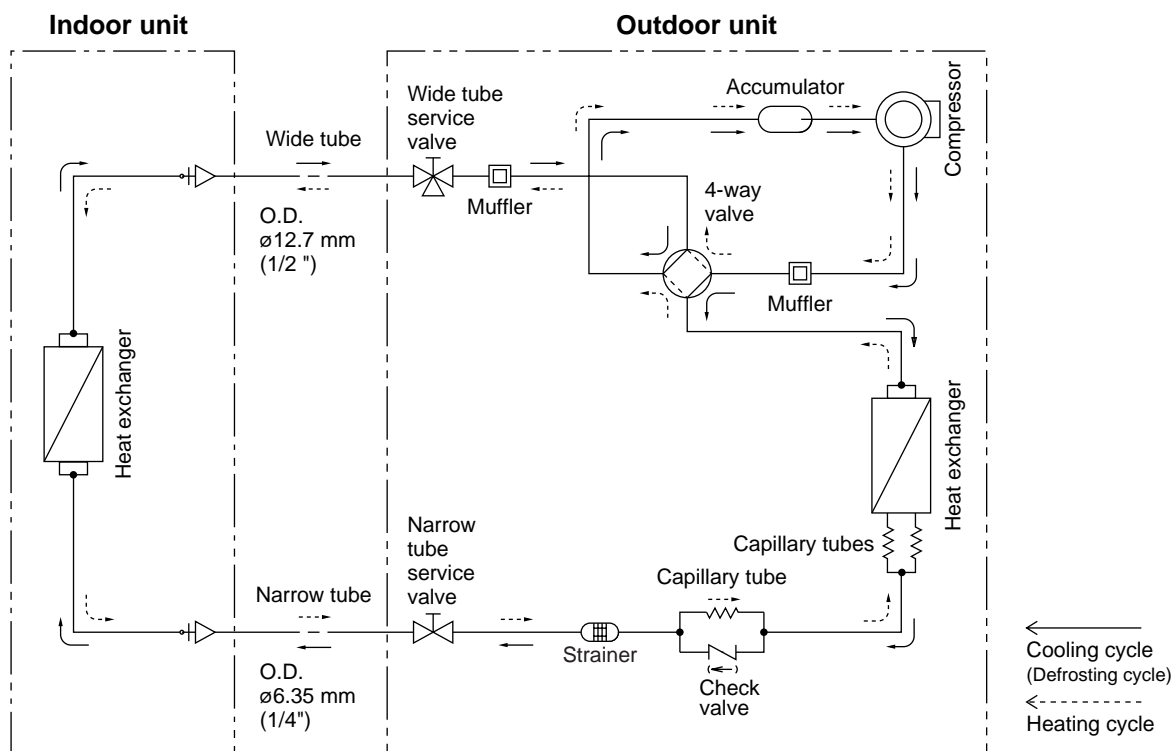 Indoor unit
Outdoor unit
Wide tube
O.D.
ø12.7 mm
(1/2 ")
Wide tube
service
valve
Muffler
Accumulator
Compressor
4-way
valve
Muffler
Heat exchanger
Heat exchanger
Capillary tubes
Narrow tube
O.D.
ø6.35 mm
(1/4")
Narrow
tube
service
valve
Strainer
Capillary tube
Check
valve
Cooling cycle
(Defrosting cycle)
Heating cycle